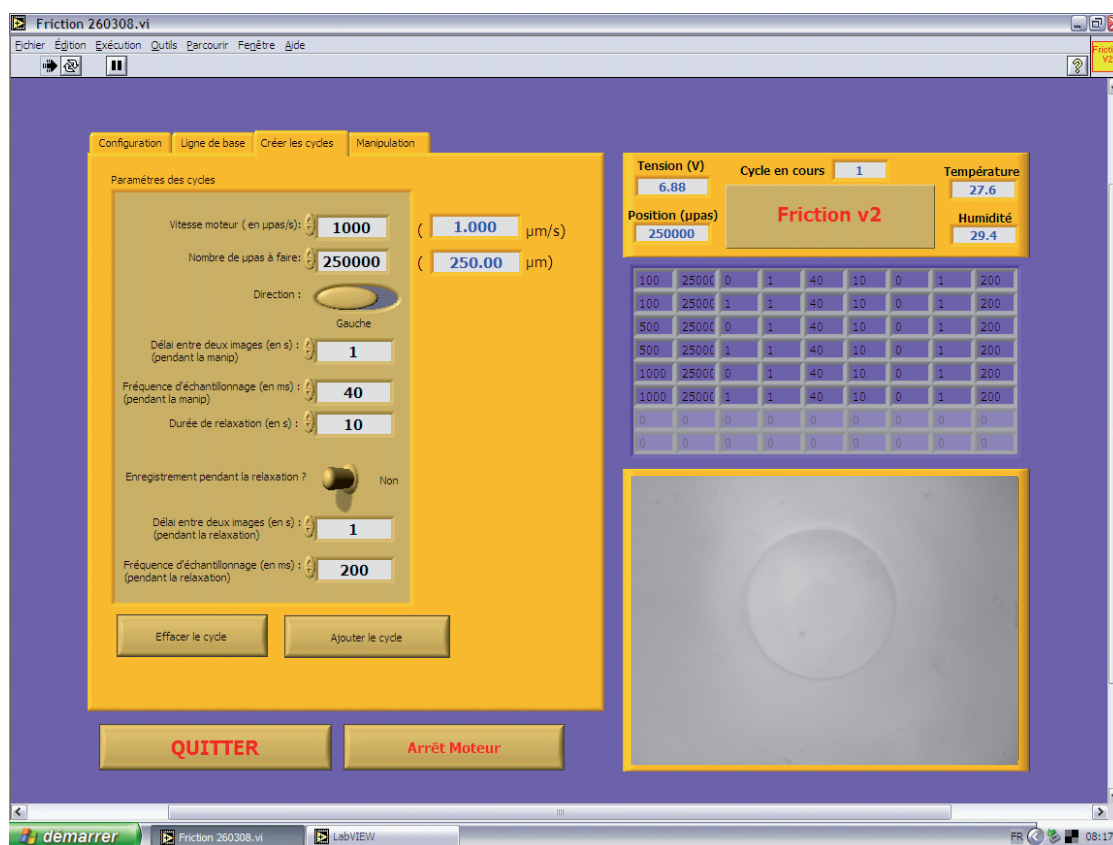 Friction 260308.vi
Fichier Édition Exécution Outils Parcourir Fenêtre Aide
Configuration Ligne de base Créer les cycles Manipulation
Paramétres des cycles
Vitesse moteur ( en µpas/s): 1000 ( 1.000 µm/s)
Nombre de µpas à faire: 250000 ( 250.00 µm)
Direction :
Gauche
Délai entre deux images (en s) : 1
(pendant la manip)
Fréquence d'échantillonnage (en ms) : 40
(pendant la manip)
Durée de relaxation (en s) : 10
Enregistrement pendant la relaxation ? Non
Délai entre deux images (en s) : 1
(pendant la relaxation)
Fréquence d'échantillonnage (en ms) : 200
(pendant la relaxation)
Effacer le cycle Ajouter le cycle
QUITTER Arrêt Moteur
Tension (V) Cycle en cours 1 Température
6.88 27.6
Position (µpas) Friction v2 Humidité
250000 29.4
100 25000 0 1 40 10 0 1 200
100 25000 1 1 40 10 0 1 200
500 25000 0 1 40 10 0 1 200
500 25000 1 1 40 10 0 1 200
1000 25000 0 1 40 10 0 1 200
1000 25000 1 1 40 10 0 1 200
0 0 0 0 0 0 0 0 0
0 0 0 0 0 0 0 0 0
démarrer Friction 260308.vi LabVIEW FR 08:17